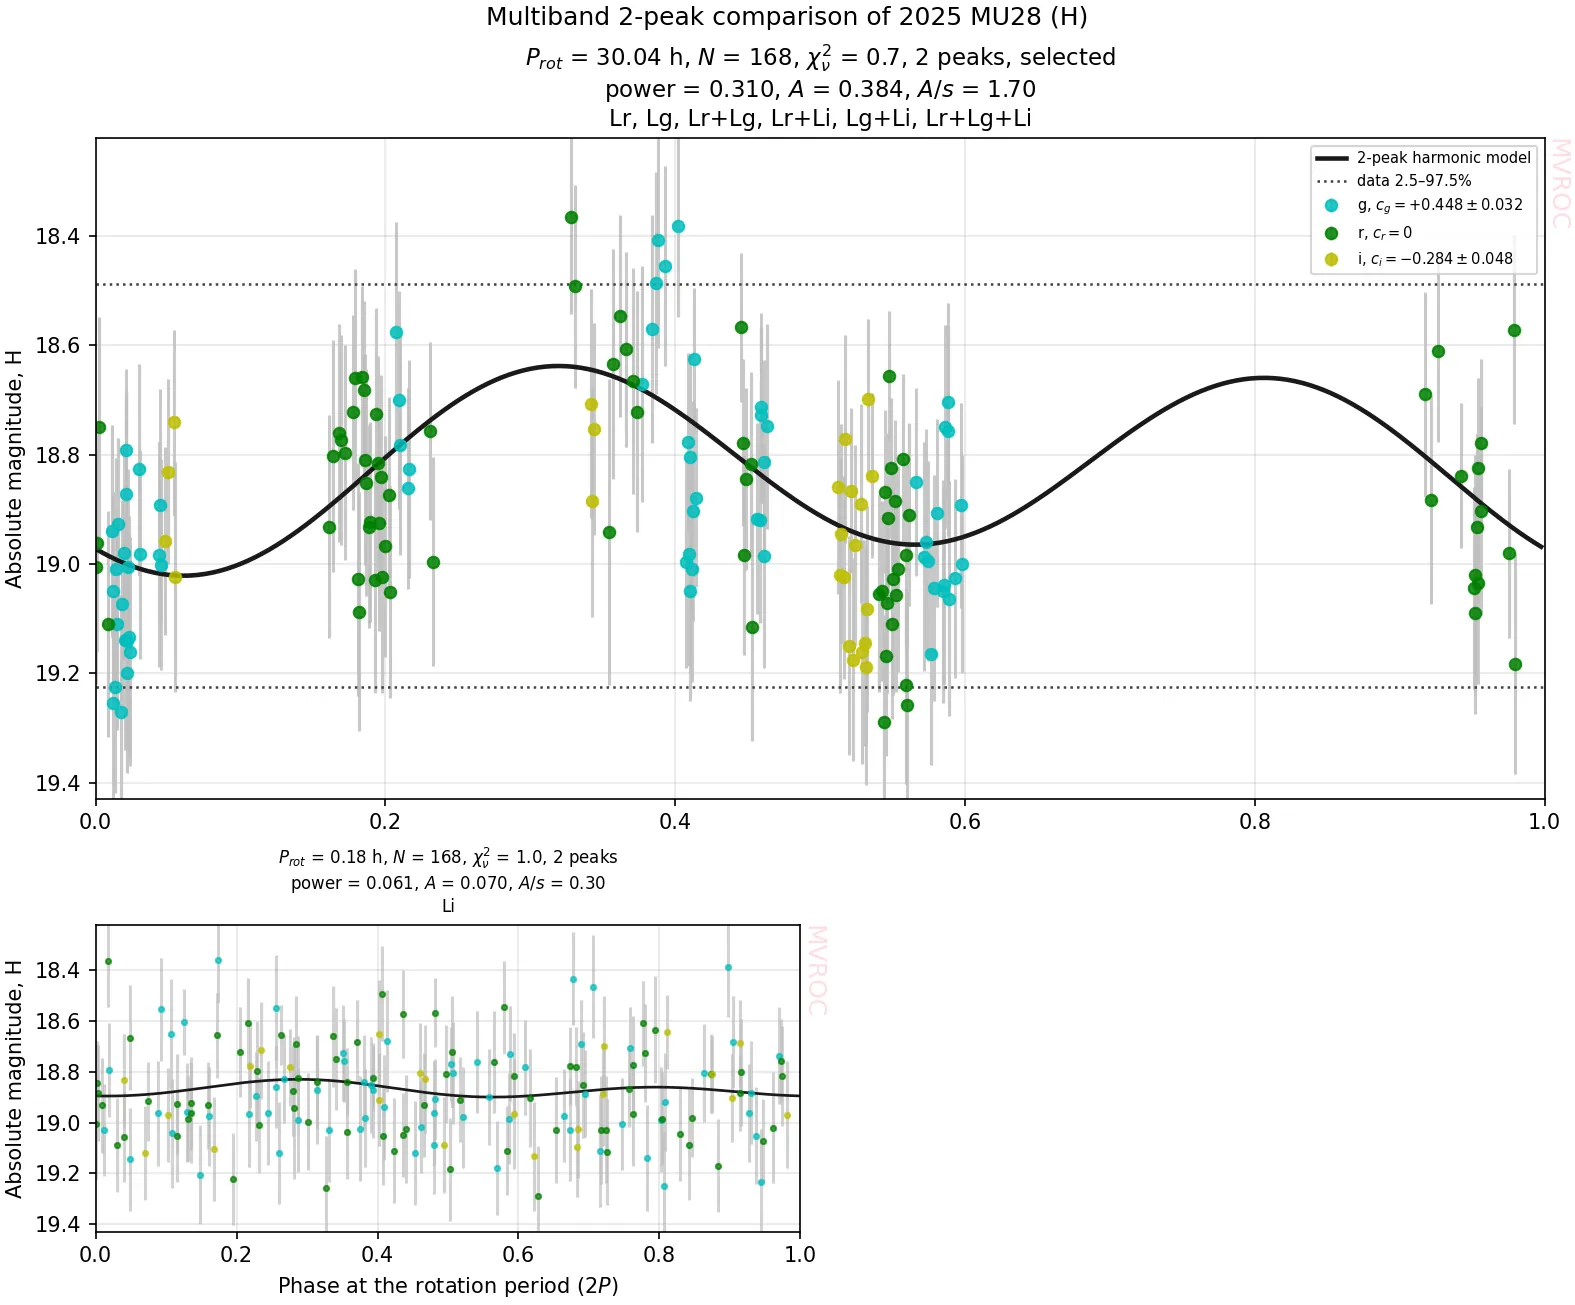 Multiband 2-peak comparison of 2025 MU28 (H)
P_rot = 30.04 h, N = 168, χ²_ν = 0.7, 2 peaks, selected
power = 0.310, A = 0.384, A/s = 1.70
Lr, Lg, Lr+Lg, Lr+Li, Lg+Li, Lr+Lg+Li
2-peak harmonic model
data 2.5–97.5%
g, c_g = +0.448 ± 0.032
r, c_r = 0
i, c_i = −0.284 ± 0.048
MVROC
Absolute magnitude, H
18.4
18.6
18.8
19.0
19.2
19.4
0.0 0.2 0.4 0.6 0.8 1.0
P_rot = 0.18 h, N = 168, χ²_ν = 1.0, 2 peaks
power = 0.061, A = 0.070, A/s = 0.30
Li
MVROC
Absolute magnitude, H
18.4
18.6
18.8
19.0
19.2
19.4
0.0 0.2 0.4 0.6 0.8 1.0
Phase at the rotation period (2P)